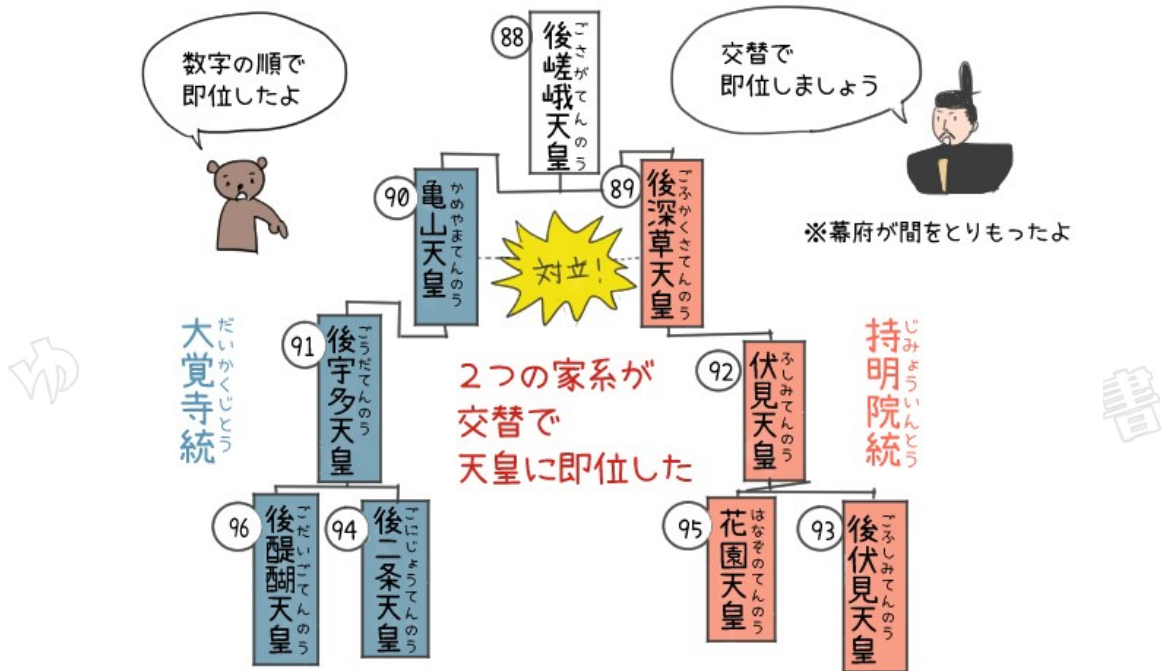 数字の順で
即位したよ
88
後嵯峨天皇
ごさがてんのう
交替で
即位しましょう
※幕府が間をとりもったよ
90
亀山天皇
かめやまてんのう
対立!
89
後深草天皇
ごふかくさてんのう
大覚寺統
だいかくじとう
91
後宇多天皇
ごうだてんのう
2つの家系が
交替で
天皇に即位した
92
伏見天皇
ふしみてんのう
持明院統
じみょういんとう
96
後醍醐天皇
ごだいごてんのう
94
後二条天皇
ごにじょうてんのう
95
花園天皇
はなぞのてんのう
93
後伏見天皇
ごふしみてんのう
ゆ
書